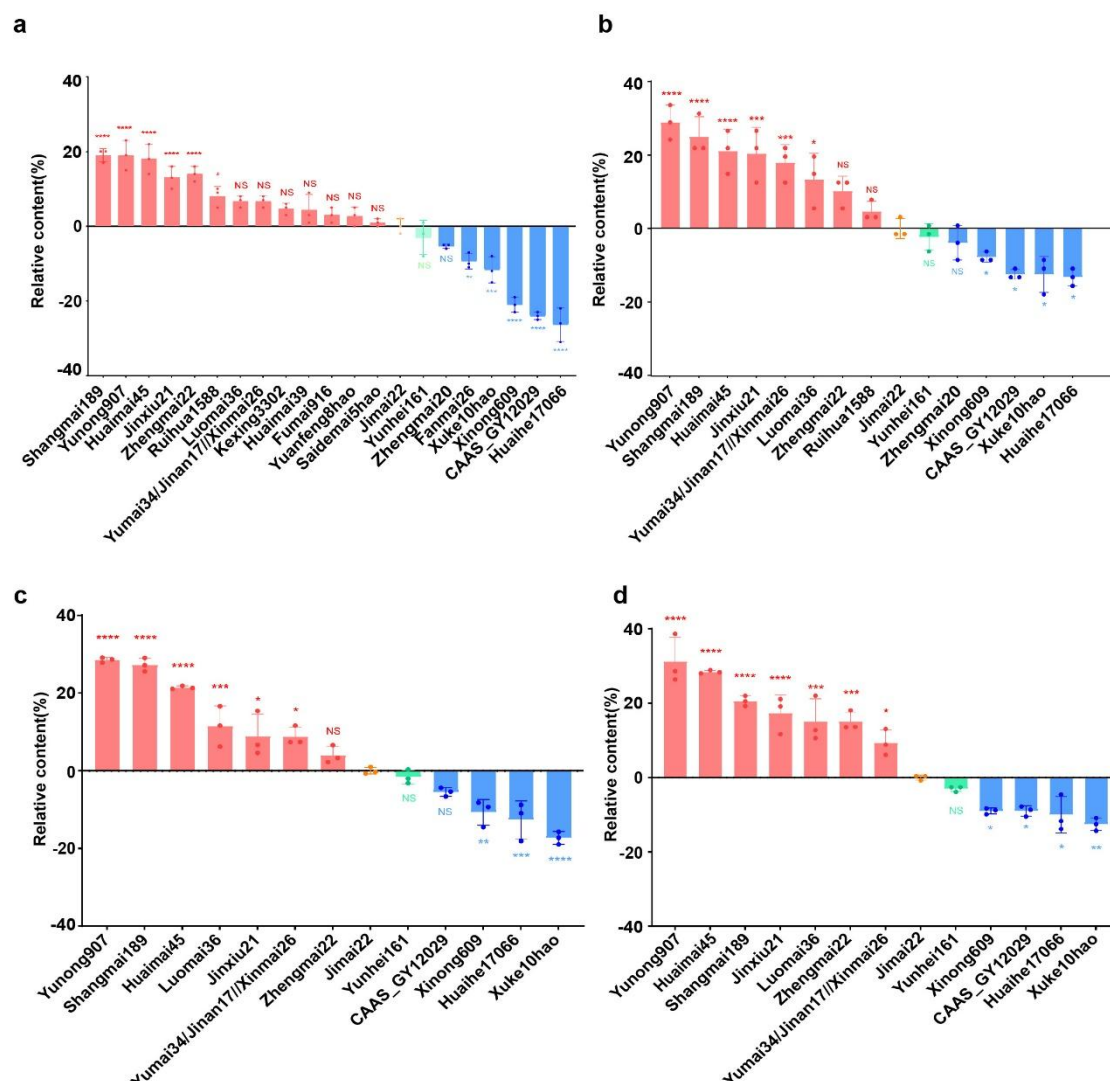 a
Relative content(%)
40
20
0
-20
-40
****
****
****
****
****
*
NS
NS
NS
NS
NS
NS
NS
NS
NS
**
***
****
****
****
Shangmai189
Yunong907
Huaimai45
Jinxiu21
Zhengmai22
Ruihua1588
Luomai36
Yumai34/Jinan17//Xinmai26
Kexing3302
Huaimai39
Fumai916
Yuanfeng8hao
Saidemai5hao
Jimai22
Yunhei161
Zhengmai20
Fanmai26
Xuke10hao
Xinong609
CAAS_GY12029
Huaihe17066
b
Relative content(%)
40
20
0
-20
-40
****
****
****
***
***
*
NS
NS
NS
NS
*
*
*
*
Yunong907
Shangmai189
Huaimai45
Jinxiu21
Yumai34/Jinan17//Xinmai26
Luomai36
Zhengmai22
Ruihua1588
Jimai22
Yunhei161
Zhengmai20
Xinong609
CAAS_GY12029
Xuke10hao
Huaihe17066
c
Relative content(%)
40
20
0
-20
-40
****
****
****
***
*
*
NS
NS
NS
**
***
****
Yunong907
Shangmai189
Huaimai45
Luomai36
Jinxiu21
Yumai34/Jinan17//Xinmai26
Zhengmai22
Jimai22
Yunhei161
CAAS_GY12029
Xinong609
Huaihe17066
Xuke10hao
d
Relative content(%)
40
20
0
-20
-40
****
****
****
****
***
***
*
NS
*
*
*
**
Yunong907
Huaimai45
Shangmai189
Jinxiu21
Luomai36
Zhengmai22
Yumai34/Jinan17//Xinmai26
Jimai22
Yunhei161
Xinong609
CAAS_GY12029
Huaihe17066
Xuke10hao